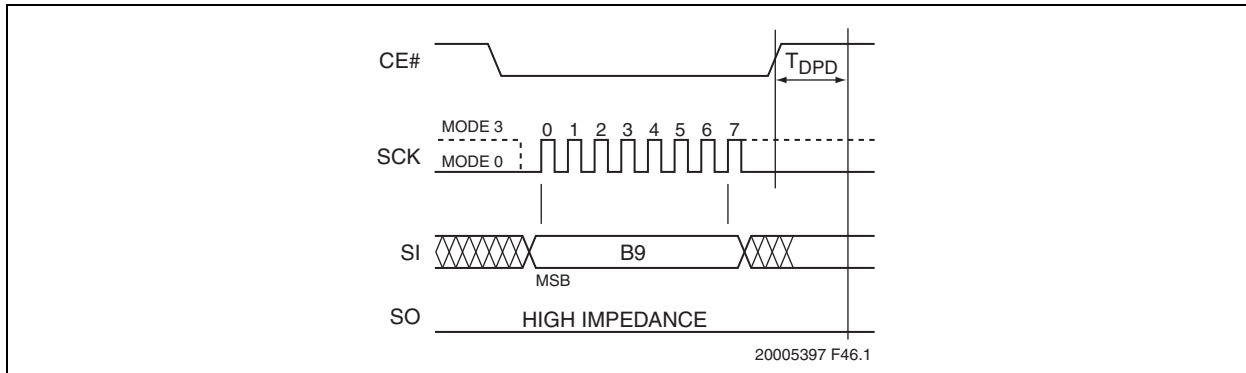 CE#
TDPD
MODE 3
0 1 2 3 4 5 6 7
SCK
MODE 0
SI
B9
MSB
SO
HIGH IMPEDANCE
20005397 F46.1